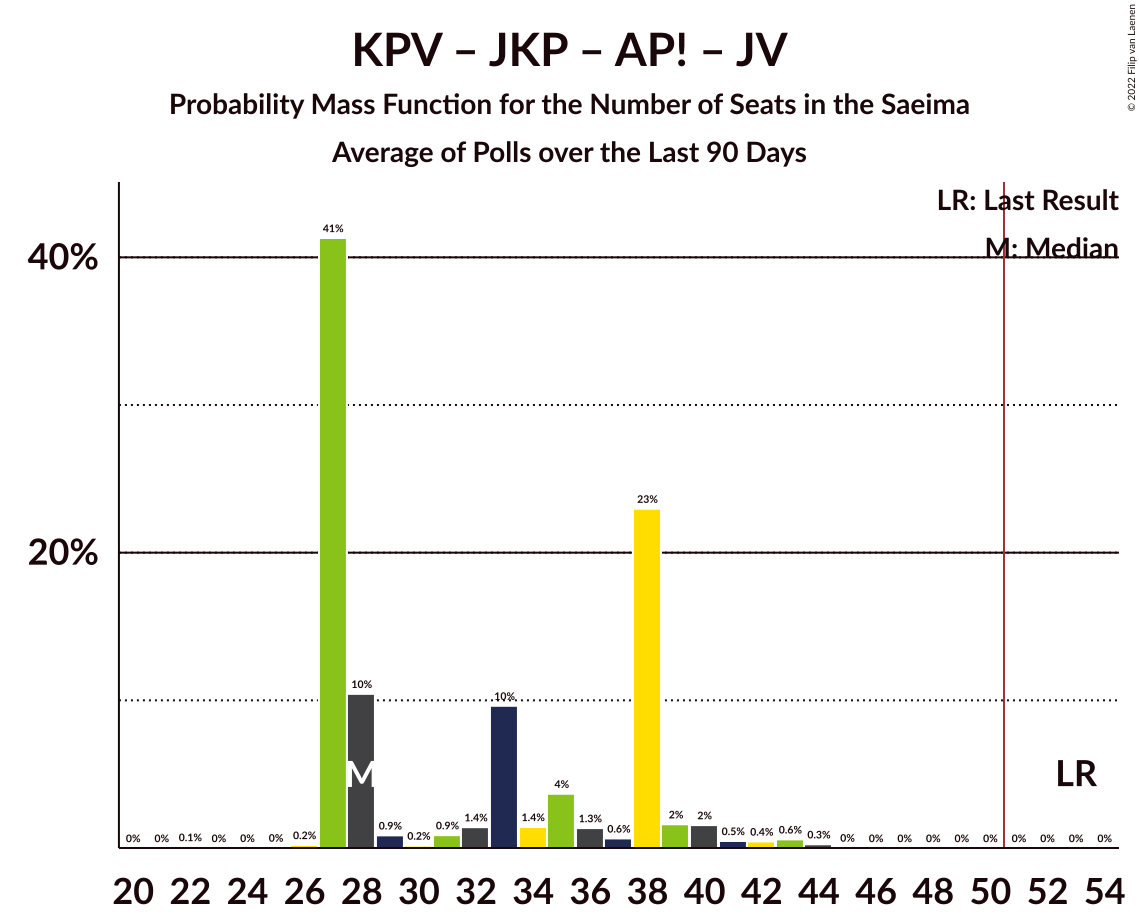 KPV – JKP – AP! – JV
Probability Mass Function for the Number of Seats in the Saeima
Average of Polls over the Last 90 Days
© 2022 Filip van Laenen
LR: Last Result
M: Median
40%
20%
0% 0% 0.1% 0% 0% 0% 0.2% 41% 10% 0.9% 0.2% 0.9% 1.4% 10% 1.4% 4% 1.3% 0.6% 23% 2% 2% 0.5% 0.4% 0.6% 0.3% 0% 0% 0% 0% 0% 0% 0% 0% 0% 0%
M
LR
20 22 24 26 28 30 32 34 36 38 40 42 44 46 48 50 52 54